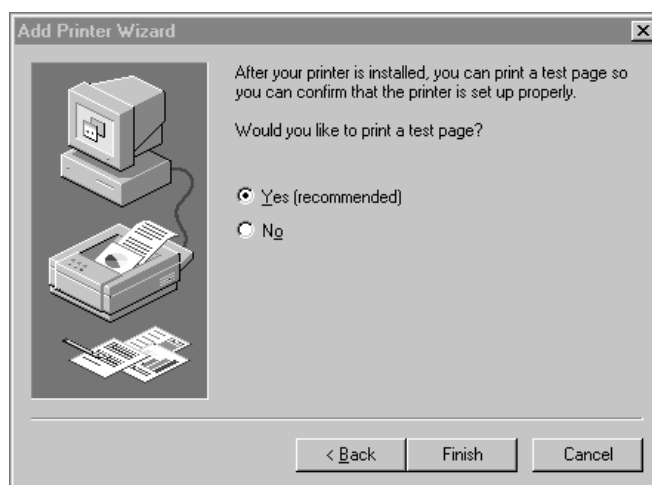 Add Printer Wizard
After your printer is installed, you can print a test page so
you can confirm that the printer is set up properly.
Would you like to print a test page?
Yes (recommended)
No
< Back
Finish
Cancel